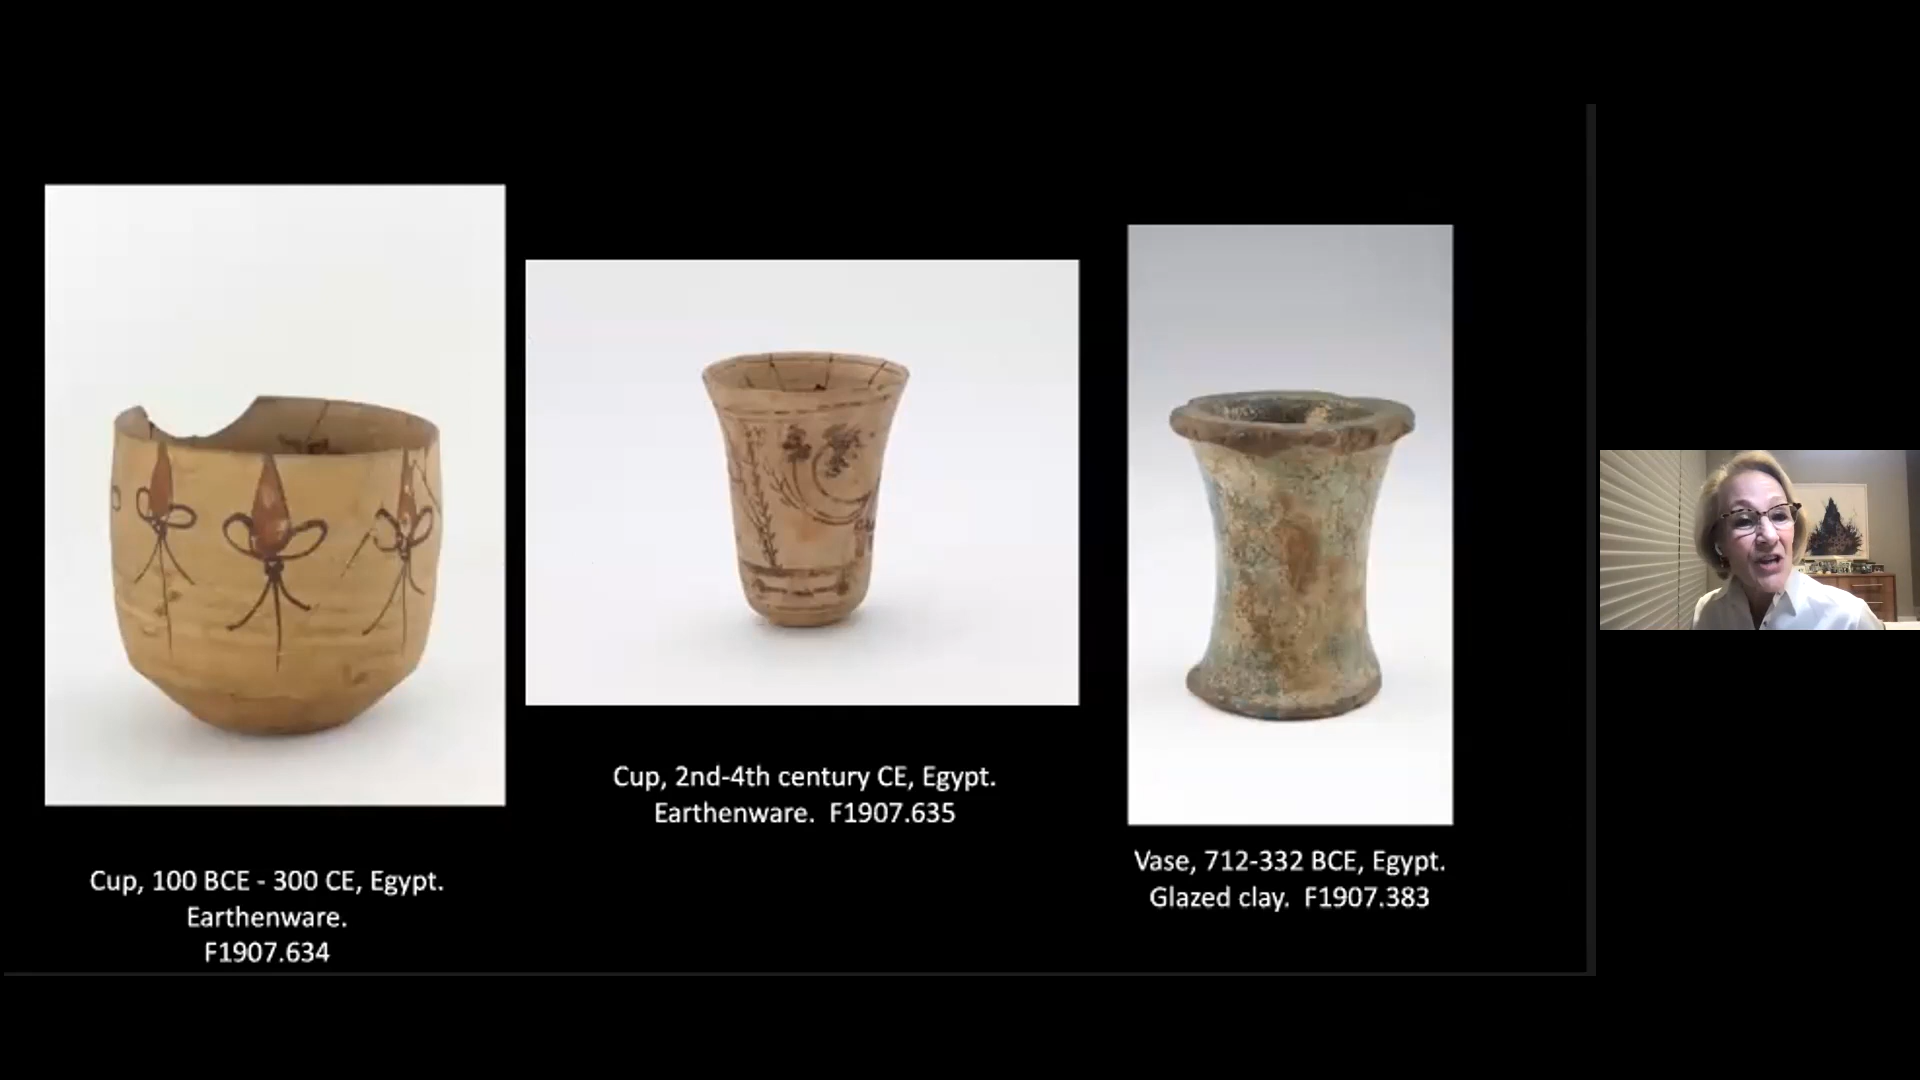 Cup, 100 BCE - 300 CE, Egypt.
Earthenware.
F1907.634
Cup, 2nd-4th century CE, Egypt.
Earthenware.  F1907.635
Vase, 712-332 BCE, Egypt.
Glazed clay.  F1907.383